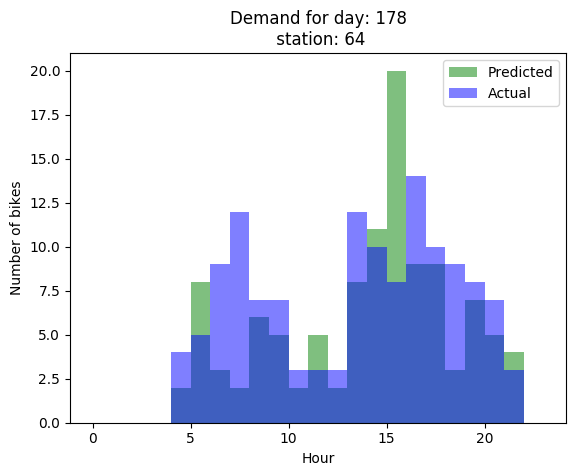 Demand for day: 178
station: 64
Predicted
Actual
20.0
17.5
15.0
12.5
10.0
7.5
5.0
2.5
0.0
Number of bikes
0 5 10 15 20
Hour